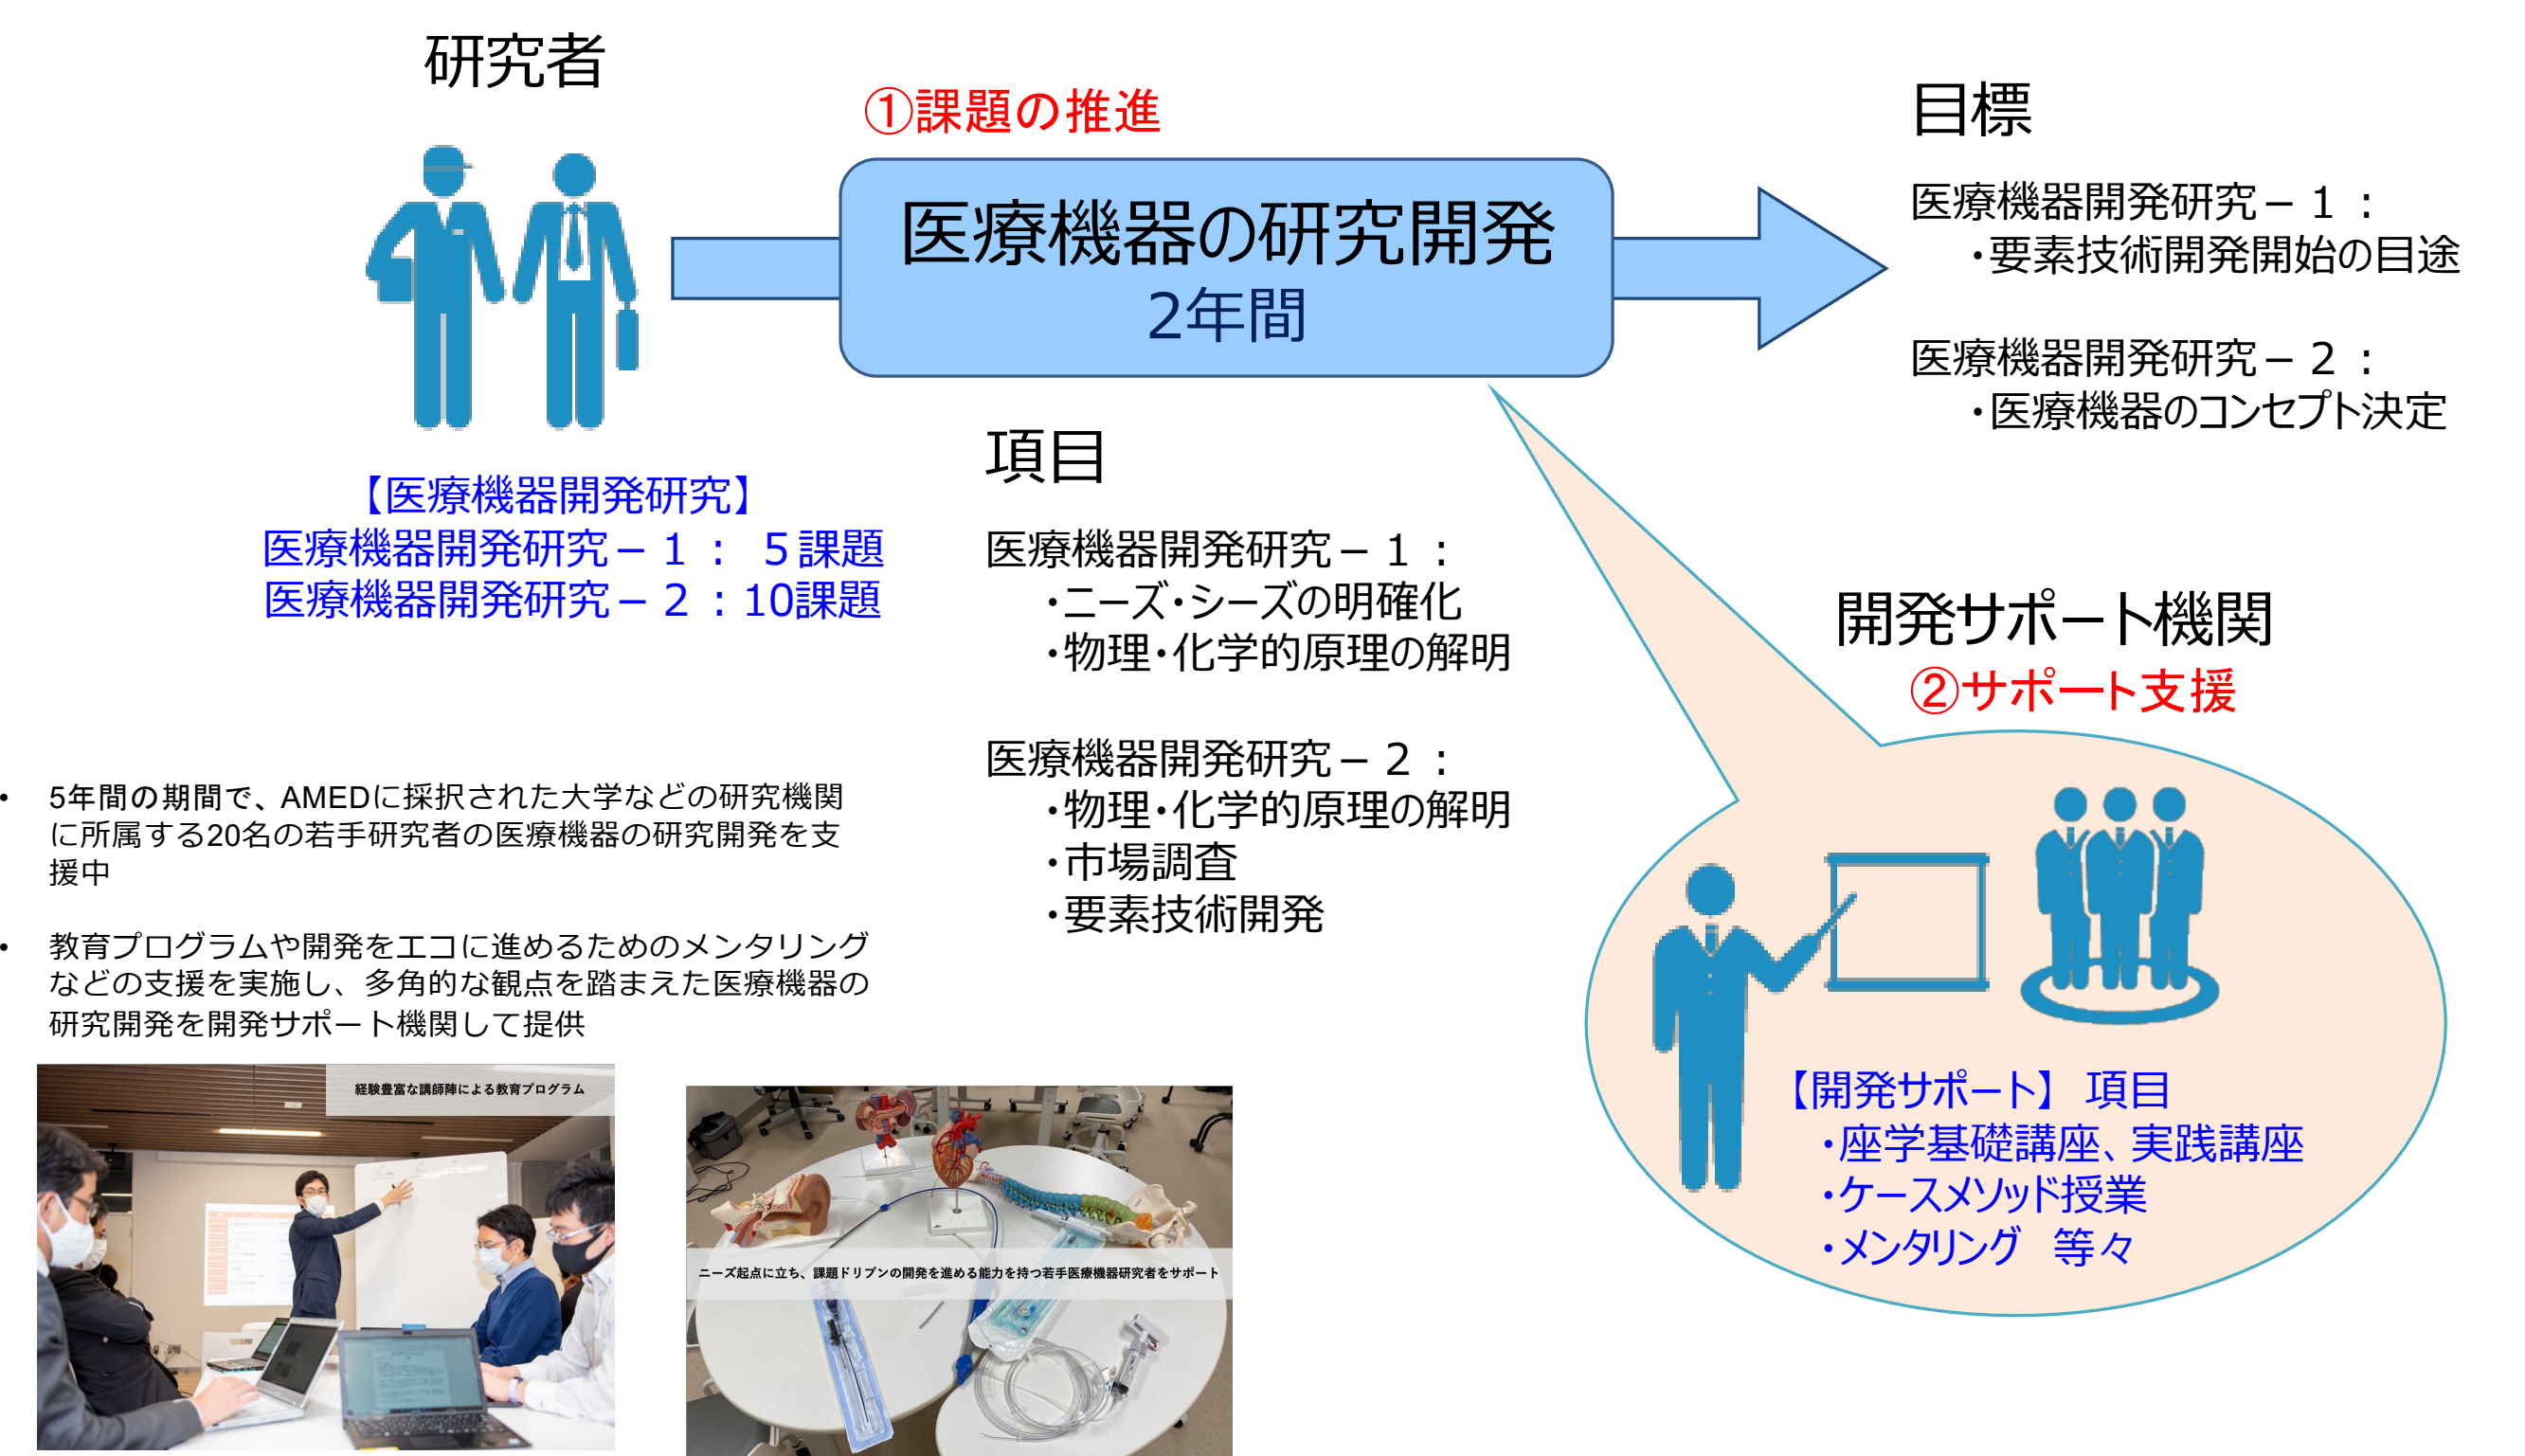 研究者
①課題の推進
医療機器の研究開発
2年間
目標
医療機器開発研究－１：
・要素技術開発開始の目途
医療機器開発研究－２：
・医療機器のコンセプト決定
【医療機器開発研究】
医療機器開発研究－１： ５課題
医療機器開発研究－２：10課題
項目
医療機器開発研究－１：
・ニーズ・シーズの明確化
・物理・化学的原理の解明
医療機器開発研究－２：
・物理・化学的原理の解明
・市場調査
・要素技術開発
開発サポート機関
②サポート支援
【開発サポート】 項目
・座学基礎講座、実践講座
・ケースメソッド授業
・メンタリング 等々
• 5年間の期間で、AMEDに採択された大学などの研究機関
に所属する20名の若手研究者の医療機器の研究開発を支
援中
• 教育プログラムや開発をエコに進めるためのメンタリング
などの支援を実施し、多角的な観点を踏まえた医療機器の
研究開発を開発サポート機関して提供
経験豊富な講師陣による教育プログラム
ニーズ起点に立ち、課題ドリブンの開発を進める能力を持つ若手医療機器研究者をサポート